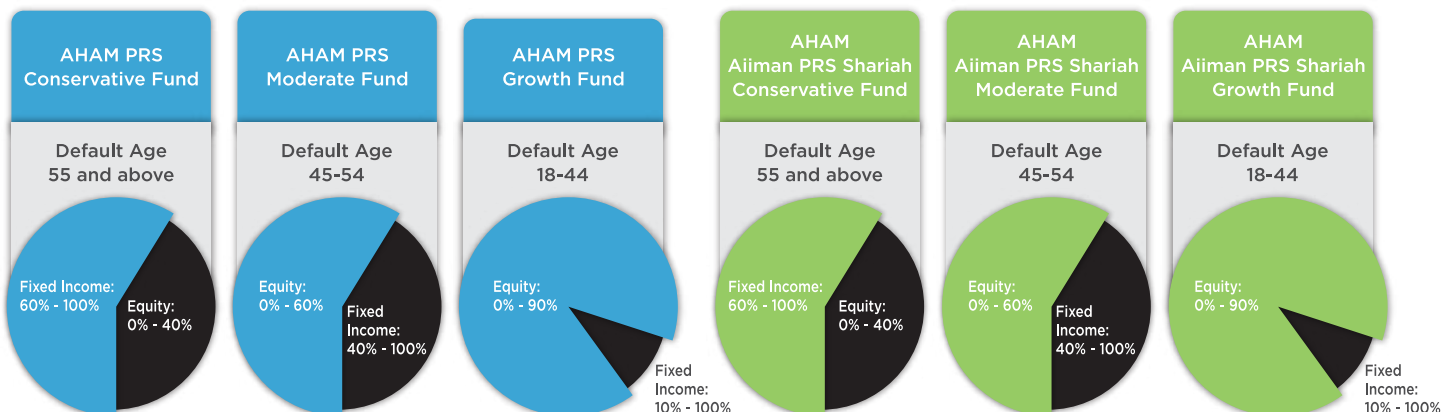 AHAM PRS
Conservative Fund
Default Age
55 and above
Fixed Income:
60% - 100%
Equity:
0% - 40%
AHAM PRS
Moderate Fund
Default Age
45-54
Equity:
0% - 60%
Fixed
Income:
40% - 100%
AHAM PRS
Growth Fund
Default Age
18-44
Equity:
0% - 90%
Fixed
Income:
10% - 100%
AHAM
Aiiman PRS Shariah
Conservative Fund
Default Age
55 and above
Fixed Income:
60% - 100%
Equity:
0% - 40%
AHAM
Aiiman PRS Shariah
Moderate Fund
Default Age
45-54
Equity:
0% - 60%
Fixed
Income:
40% - 100%
AHAM
Aiiman PRS Shariah
Growth Fund
Default Age
18-44
Equity:
0% - 90%
Fixed
Income:
10% - 100%